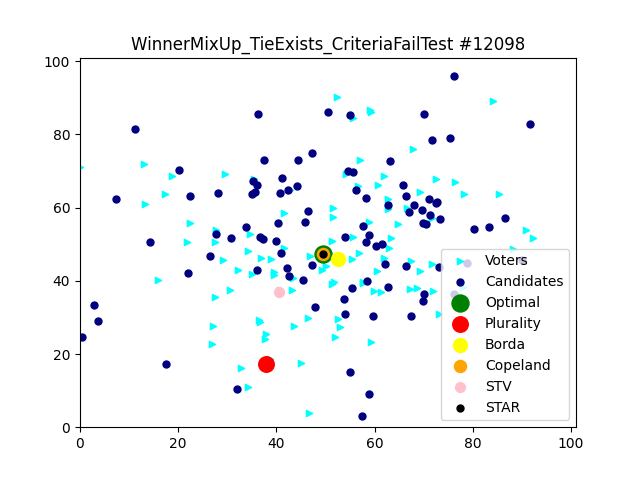 WinnerMixUp_TieExists_CriteriaFailTest #12098
100
80
60
40
20
0
0 20 40 60 80 100
Voters
Candidates
Optimal
Plurality
Borda
Copeland
STV
STAR